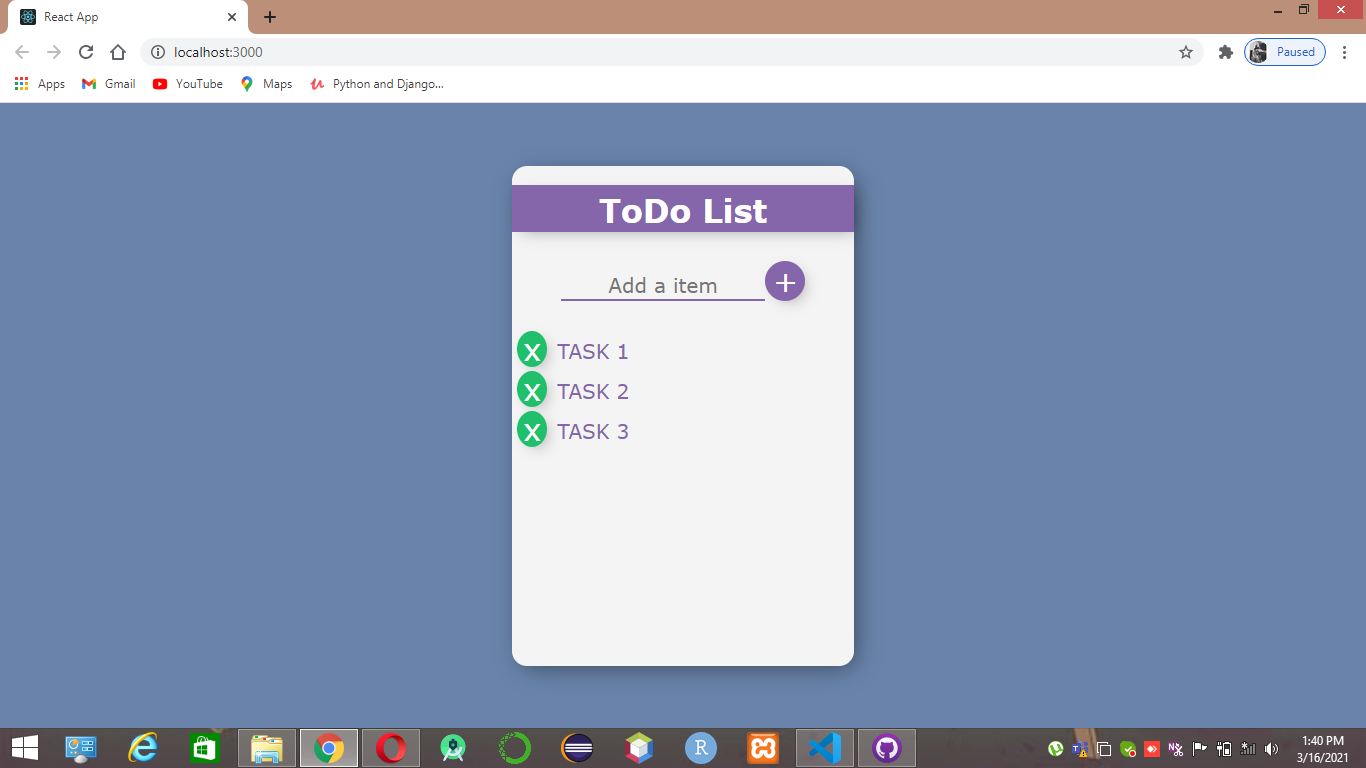 React App
localhost:3000
Paused
Apps Gmail YouTube Maps Python and Django...
ToDo List
Add a item +
x TASK 1
x TASK 2
x TASK 3
1:40 PM
3/16/2021